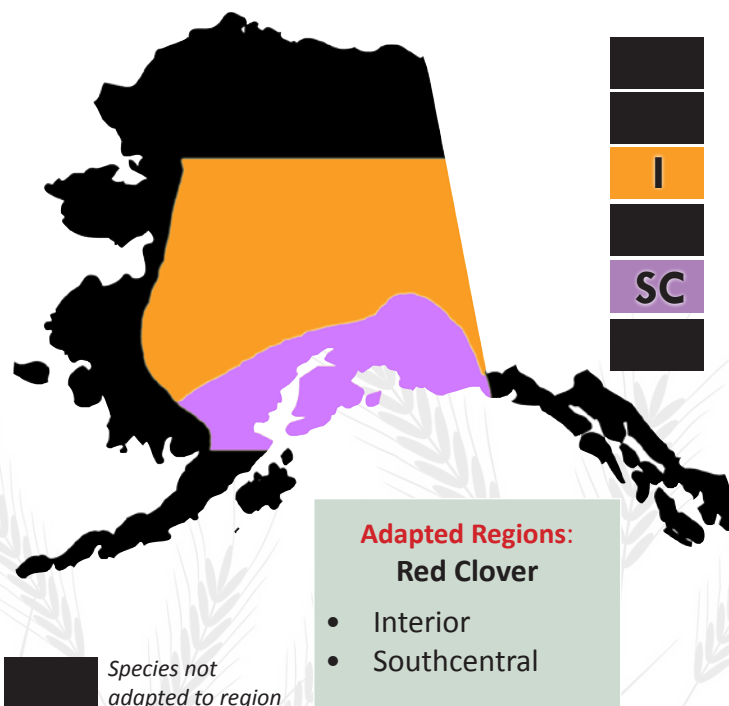 I
SC
Adapted Regions:
Red Clover
• Interior
• Southcentral
Species not
adapted to region